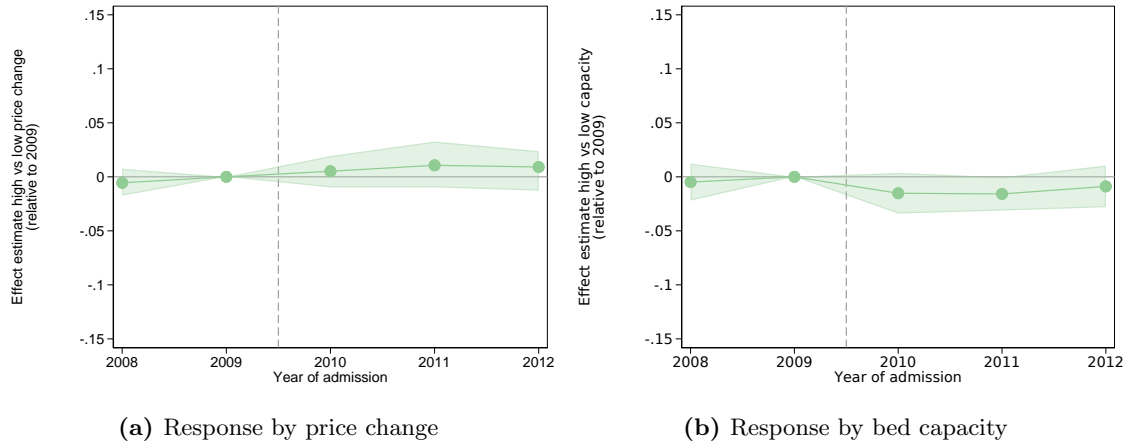 Effect estimate high vs low price change
(relative to 2009)
.15
.1
.05
0
-.05
-.1
-.15
2008 2009 2010 2011 2012
Year of admission
(a) Response by price change
Effect estimate high vs low capacity
(relative to 2009)
.15
.1
.05
0
-.05
-.1
-.15
2008 2009 2010 2011 2012
Year of admission
(b) Response by bed capacity